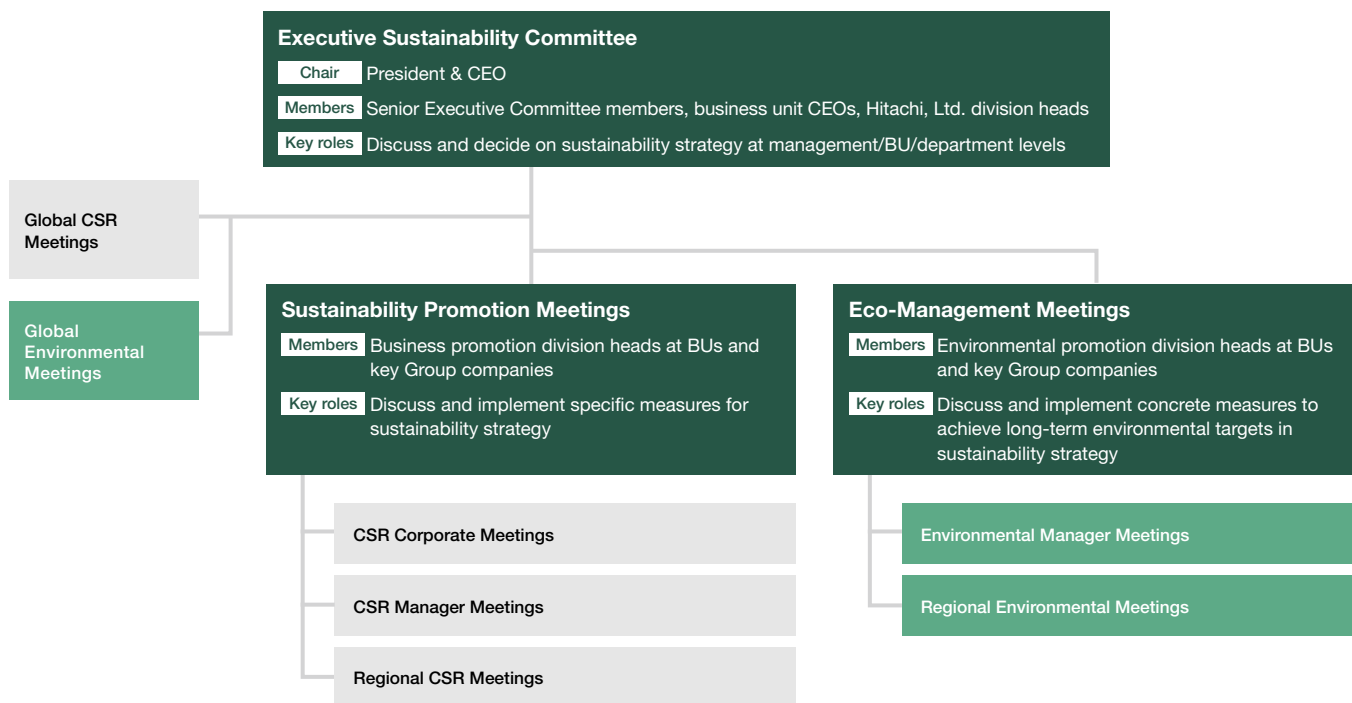 Executive Sustainability Committee
Chair President & CEO
Members Senior Executive Committee members, business unit CEOs, Hitachi, Ltd. division heads
Key roles Discuss and decide on sustainability strategy at management/BU/department levels
Global CSR
Meetings
Global
Environmental
Meetings
Sustainability Promotion Meetings
Members Business promotion division heads at BUs and
key Group companies
Key roles Discuss and implement specific measures for
sustainability strategy
Eco-Management Meetings
Members Environmental promotion division heads at BUs
and key Group companies
Key roles Discuss and implement concrete measures to
achieve long-term environmental targets in
sustainability strategy
CSR Corporate Meetings
CSR Manager Meetings
Regional CSR Meetings
Environmental Manager Meetings
Regional Environmental Meetings